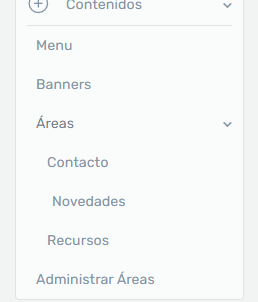 Contenidos
Menu
Banners
Áreas
Contacto
Novedades
Recursos
Administrar Áreas